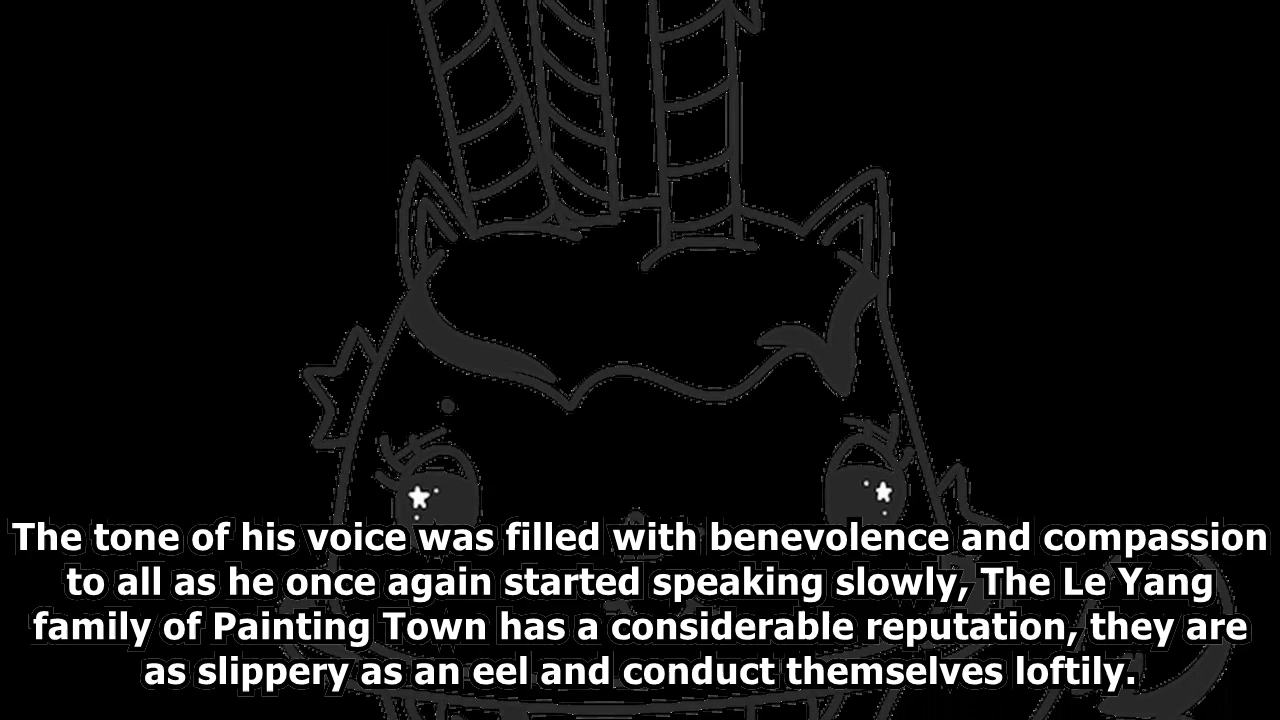 The tone of his voice was filled with benevolence and compassion
to all as he once again started speaking slowly, The Le Yang
family of Painting Town has a considerable reputation, they are
as slippery as an eel and conduct themselves loftily.